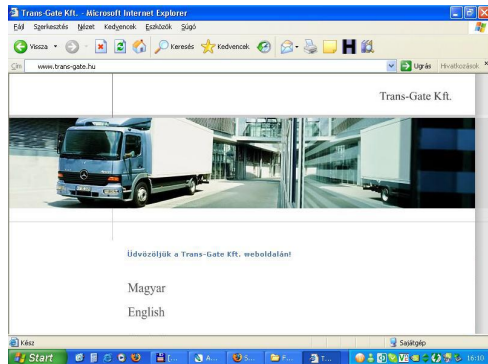 Trans-Gate Kft. - Microsoft Internet Explorer
Fájl Szerkesztés Nézet Kedvencek Eszközök Súgó
Vissza Keresés Kedvencek
Cím www.trans-gate.hu Ugrás Hivatkozások
Trans-Gate Kft.
Üdvözöljük a Trans-Gate Kft. weboldalán!
Magyar
English
Kész Sajátgép
Start [... A... S... F... T... 16:10